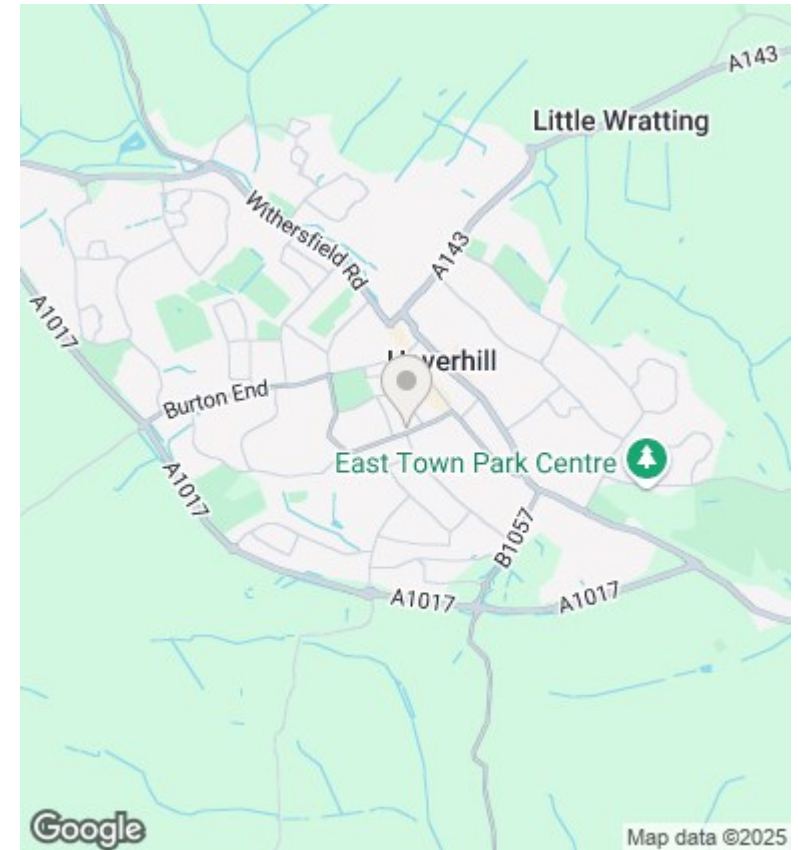 A143
Little Wratting
Withersfield Rd
A143
A1017
Haverhill
Burton End
East Town Park Centre
A1017
B1057
A1017
A1017
Google
Map data ©2025